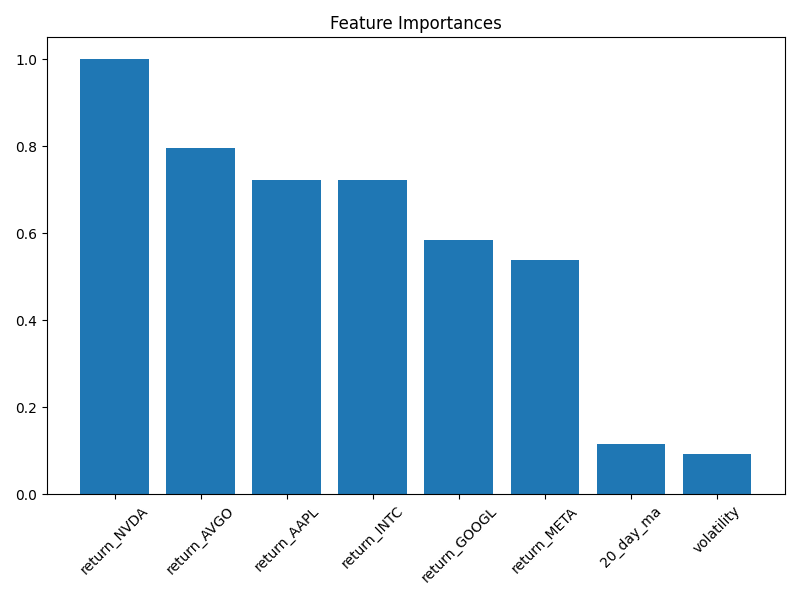 Feature Importances
1.0
0.8
0.6
0.4
0.2
0.0
return_NVDA
return_AVGO
return_AAPL
return_INTC
return_GOOGL
return_META
20_day_ma
volatility